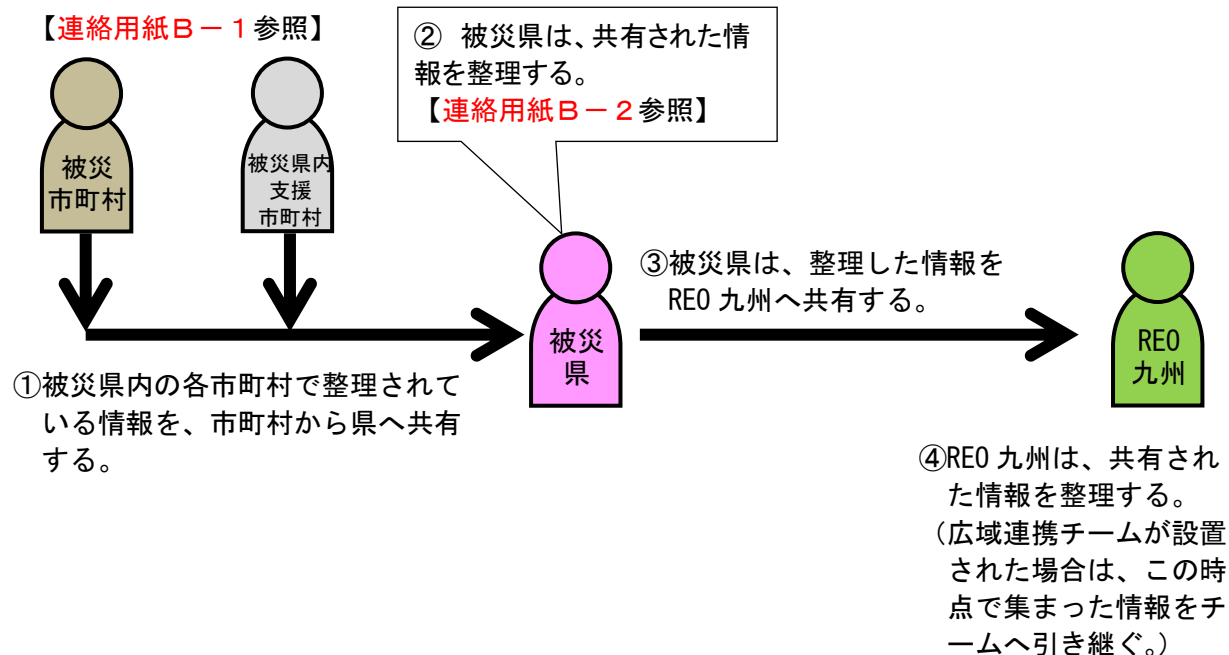 【連絡用紙Ｂ－１参照】
被災
市町村
被災県内
支援
市町村
② 被災県は、共有された情
報を整理する。
【連絡用紙Ｂ－２参照】
被災
県
③被災県は、整理した情報を
REO 九州へ共有する。
REO
九州
①被災県内の各市町村で整理されて
いる情報を、市町村から県へ共有
する。
④REO 九州は、共有され
た情報を整理する。
（広域連携チームが設置
された場合は、この時
点で集まった情報をチ
ームへ引き継ぐ。）